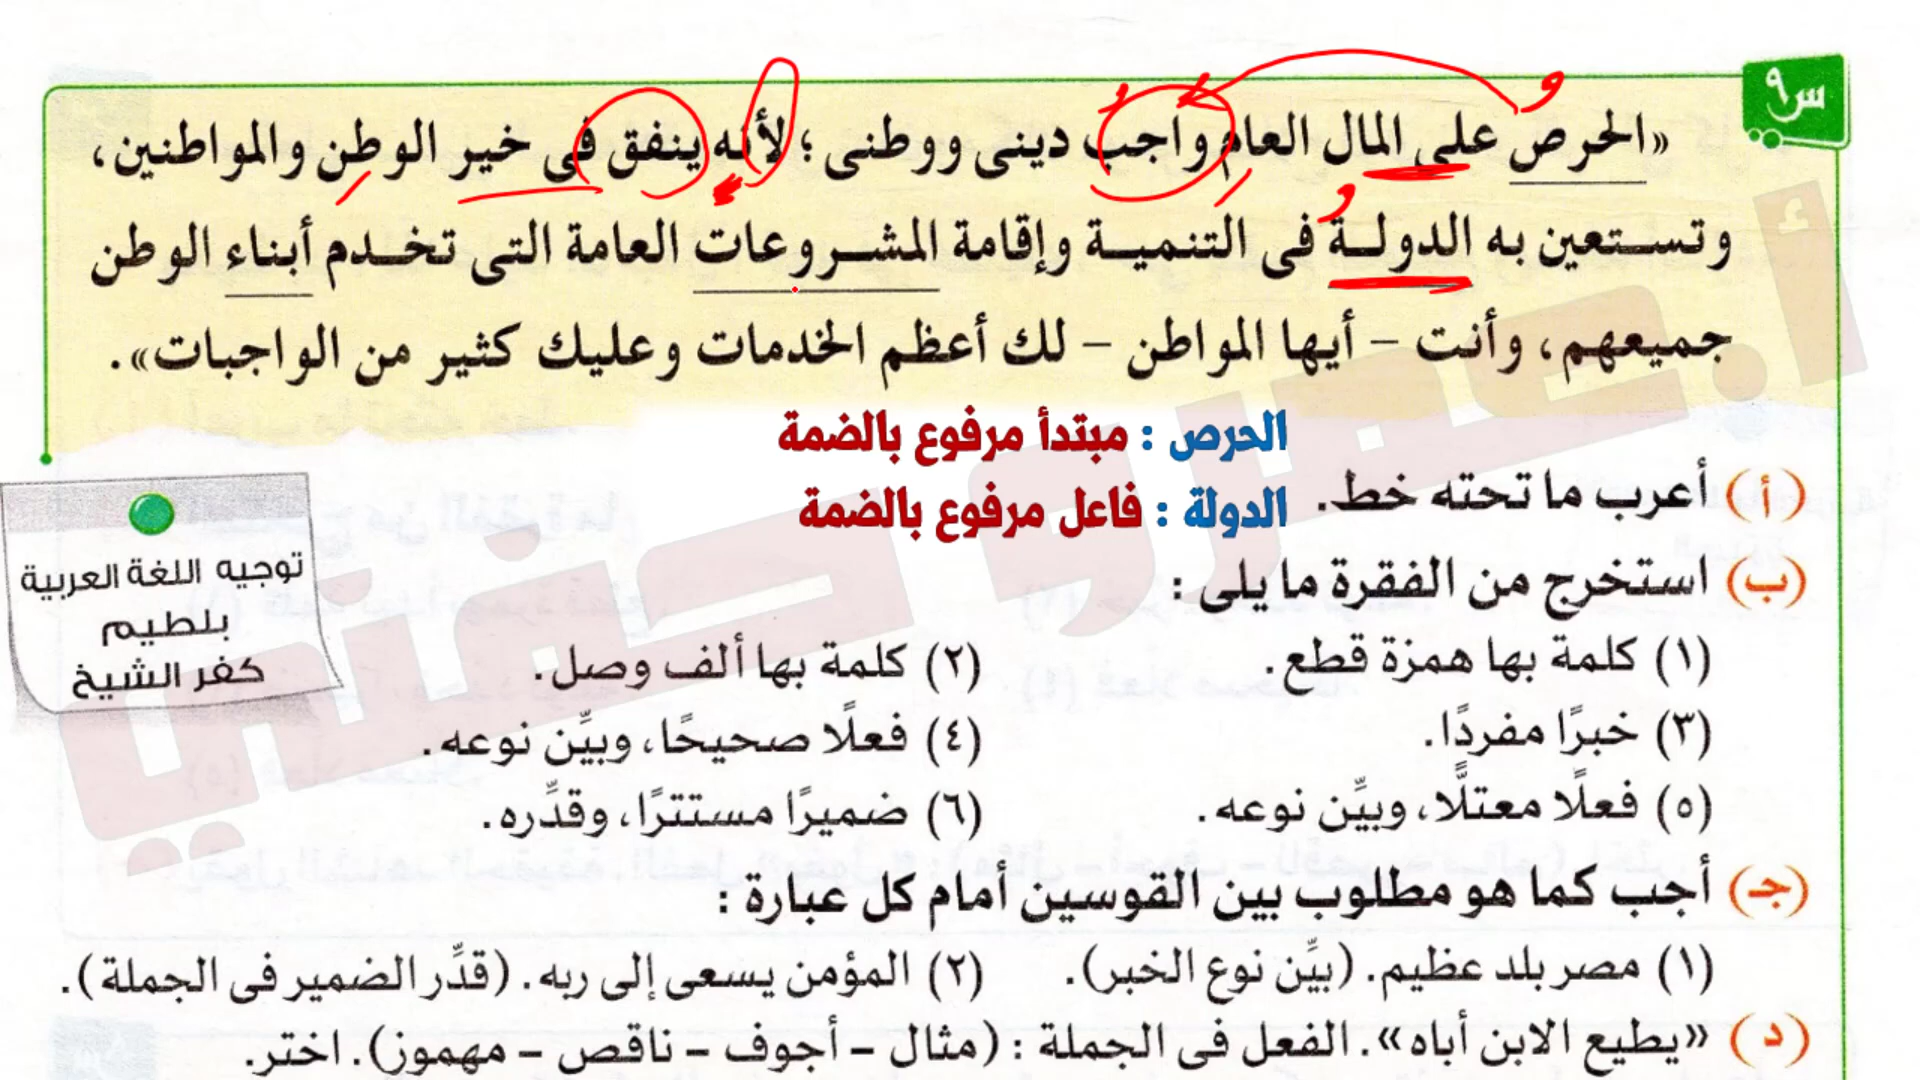 س٩
«الحرص على المال العام واجب دينى ووطنى ؛ لأنه ينفق فى خير الوطن والمواطنين،
وتستعين به الدولة فى التنمية وإقامة المشروعات العامة التى تخدم أبناء الوطن
جميعهم، وأنت – أيها المواطن – لك أعظم الخدمات وعليك كثير من الواجبات».
الحرص : مبتدأ مرفوع بالضمة
(أ) أعرب ما تحته خط.
الدولة : فاعل مرفوع بالضمة
توجيه اللغة العربية
بلطيم
كفر الشيخ
(ب) استخرج من الفقرة ما يلى :
(١) كلمة بها همزة قطع.
(٢) كلمة بها ألف وصل.
(٣) خبرًا مفردًا.
(٤) فعلًا صحيحًا، وبيِّن نوعه.
(٥) فعلًا معتلًّا، وبيِّن نوعه.
(٦) ضميرًا مستترًا، وقدِّره.
(جـ) أجب كما هو مطلوب بين القوسين أمام كل عبارة :
(١) مصر بلد عظيم. (بيِّن نوع الخبر).
(٢) المؤمن يسعى إلى ربه. (قدِّر الضمير فى الجملة).
(د) «يطيع الابن أباه». الفعل فى الجملة : (مثال – أجوف – ناقص – مهموز). اختر.
أ. عمرو حفني